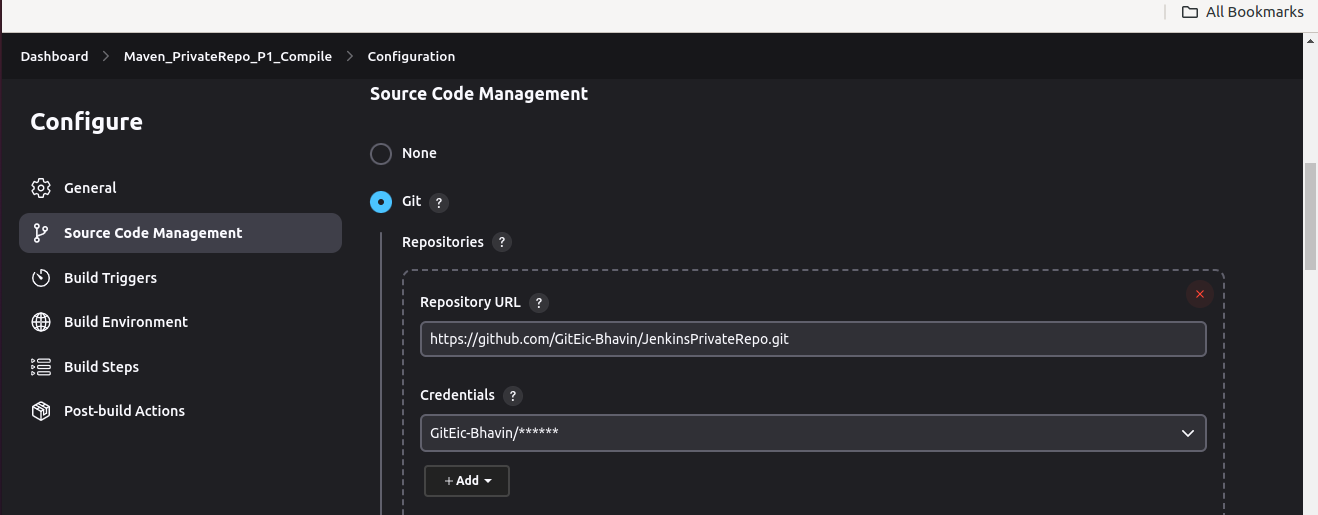 All Bookmarks
Dashboard > Maven_PrivateRepo_P1_Compile > Configuration
Configure
General
Source Code Management
Build Triggers
Build Environment
Build Steps
Post-build Actions
Source Code Management
None
Git ?
Repositories ?
Repository URL ?
https://github.com/GitEic-Bhavin/JenkinsPrivateRepo.git
Credentials ?
GitEic-Bhavin/******
+ Add